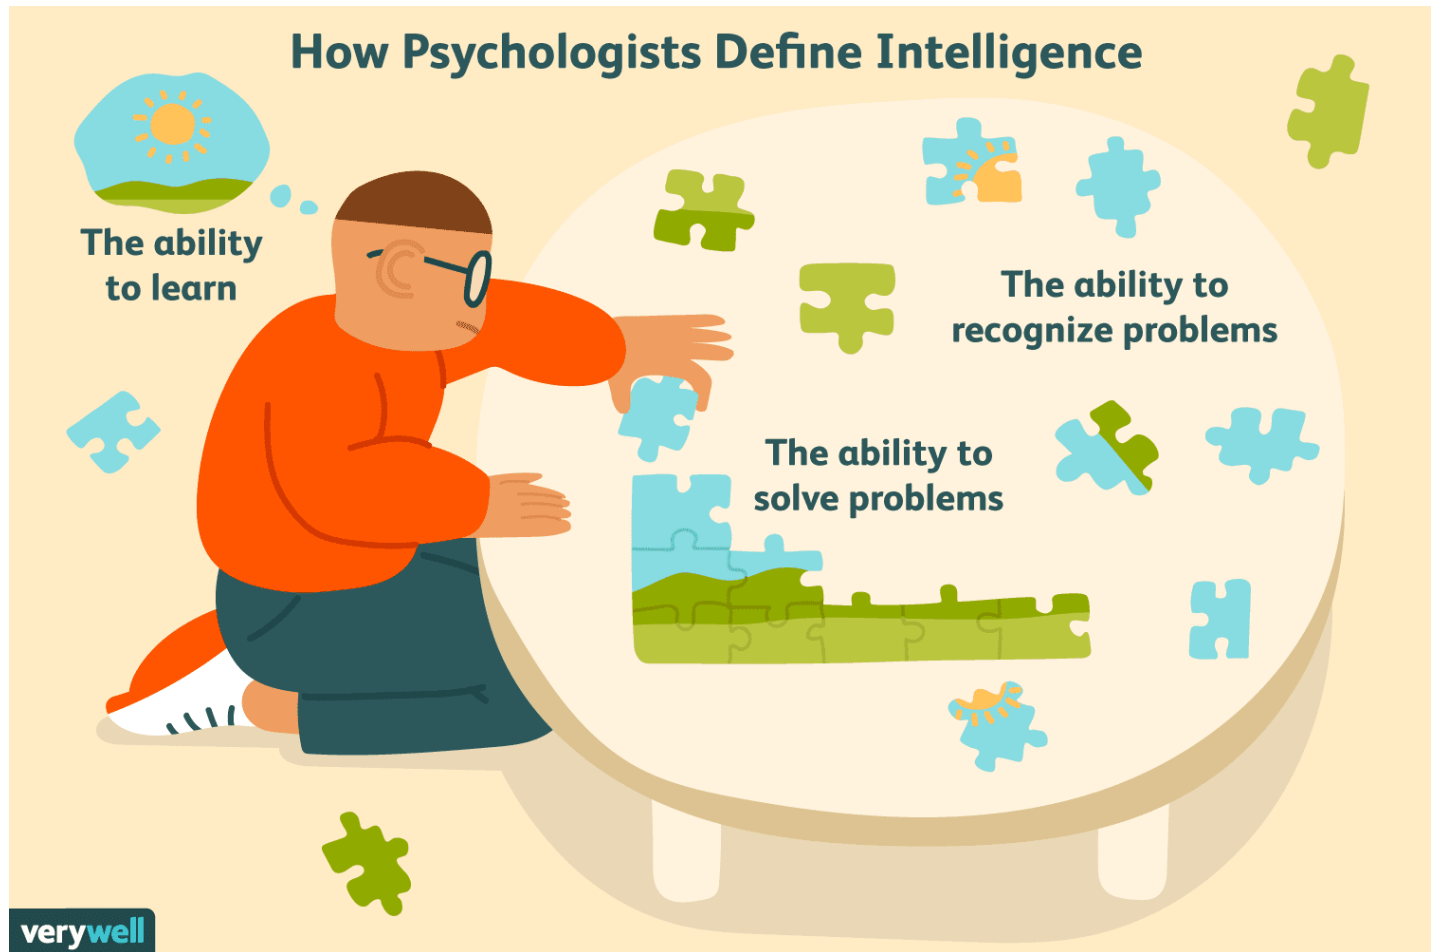 How Psychologists Define Intelligence
The ability
to learn
The ability to
recognize problems
The ability to
solve problems
verywell